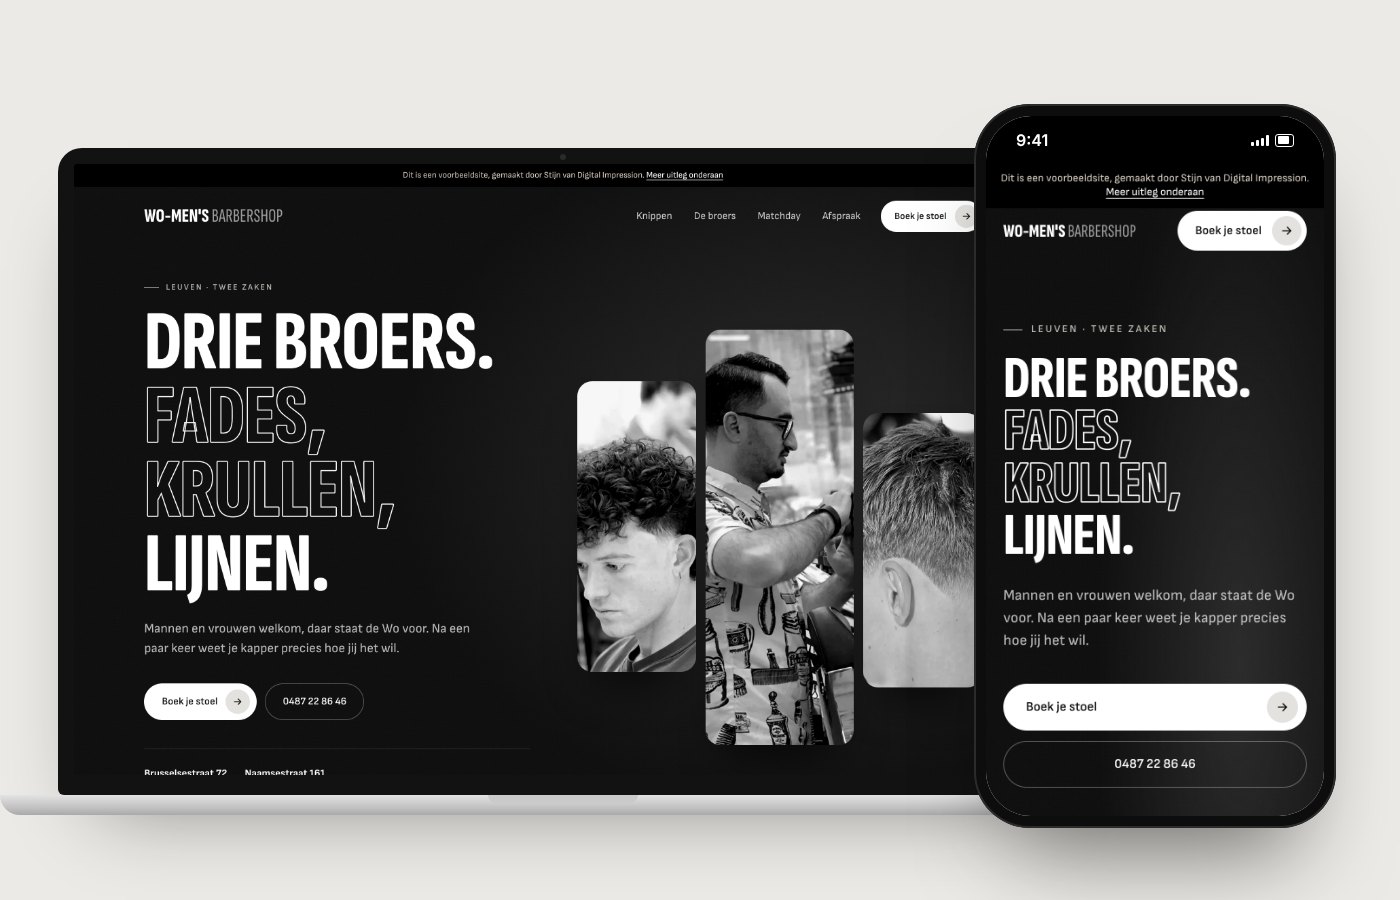 Dit is een voorbeeldsite, gemaakt door Stijn van Digital Impression. Meer uitleg onderaan
WO-MEN'S BARBERSHOP
Knippen
De broers
Matchday
Afspraak
Boek je stoel
LEUVEN · TWEE ZAKEN
DRIE BROERS.
FADES,
KRULLEN,
LIJNEN.
Mannen en vrouwen welkom, daar staat de Wo voor. Na een
paar keer weet je kapper precies hoe jij het wil.
Boek je stoel
0487 22 86 46
Brusselsestraat 72
Naamsestraat 161
9:41
Dit is een voorbeeldsite, gemaakt door Stijn van Digital Impression.
Meer uitleg onderaan
WO-MEN'S BARBERSHOP
Boek je stoel
LEUVEN · TWEE ZAKEN
DRIE BROERS.
FADES,
KRULLEN,
LIJNEN.
Mannen en vrouwen welkom, daar staat de Wo
voor. Na een paar keer weet je kapper precies
hoe jij het wil.
Boek je stoel
0487 22 86 46